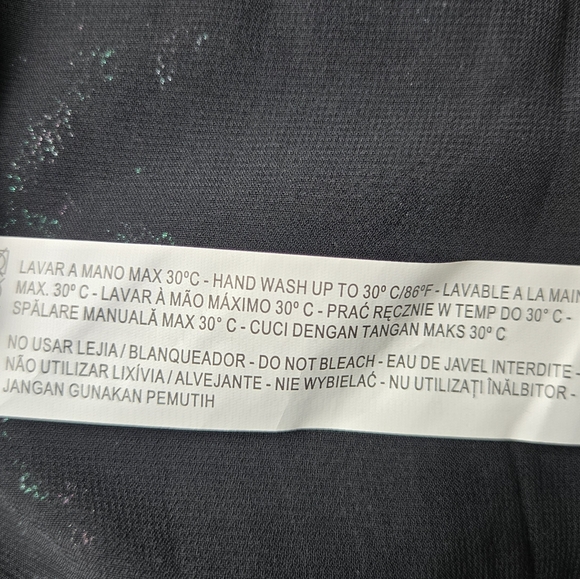 LAVAR A MANO MAX 30ºC - HAND WASH UP TO 30º C/86ºF - LAVABLE A LA MAIN
MAX. 30º C - LAVAR À MÃO MÁXIMO 30º C - PRAĆ RĘCZNIE W TEMP DO 30° C -
SPĂLARE MANUALĂ MAX 30° C - CUCI DENGAN TANGAN MAKS 30º C
NO USAR LEJIA / BLANQUEADOR - DO NOT BLEACH - EAU DE JAVEL INTERDITE -
NÃO UTILIZAR LIXÍVIA / ALVEJANTE - NIE WYBIELAĆ - NU UTILIZAȚI ÎNĂLBITOR -
JANGAN GUNAKAN PEMUTIH